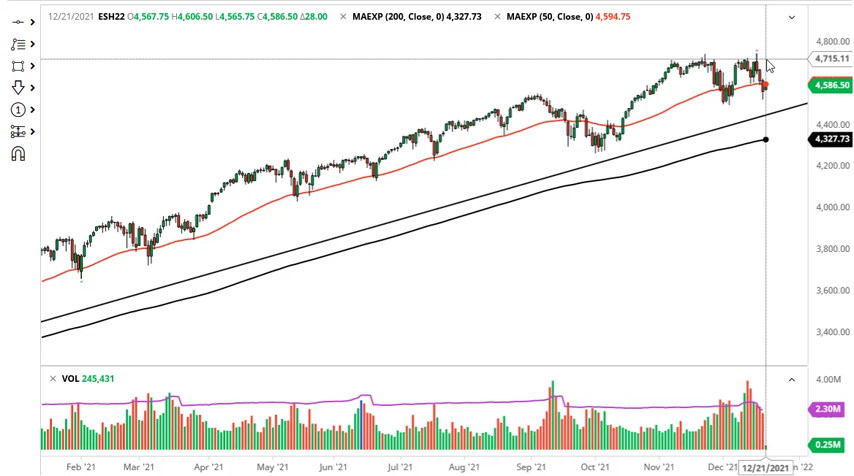 12/21/2021 ESH22 O4,567.75 H4,606.50 L4,565.75 C4,586.50 Δ28.00 × MAEXP (200, Close, 0) 4,327.73 × MAEXP (50, Close, 0) 4,594.75
4,800.00
4,715.11
4,586.50
4,400.00
4,327.73
4,200.00
4,000.00
3,800.00
3,600.00
3,400.00
× VOL 245,431
4.00M
2.30M
0.25M
Feb '21 Mar '21 Apr '21 May '21 Jun '21 Jul '21 Aug '21 Sep '21 Oct '21 Nov '21 Dec '21 12/21/2021 n '22